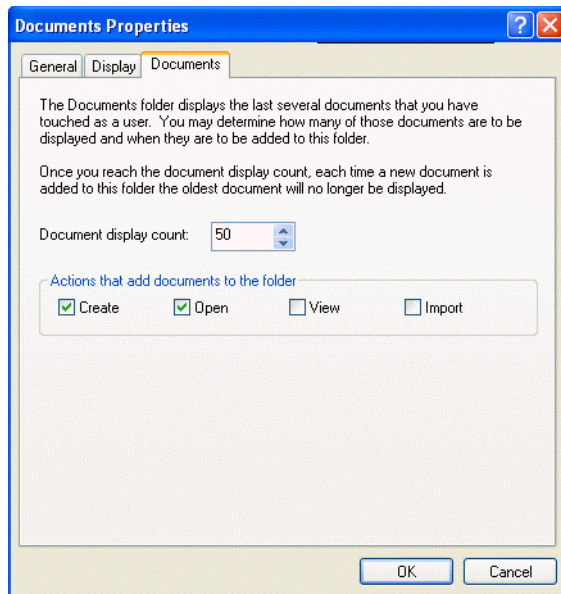 Documents Properties
General Display Documents
The Documents folder displays the last several documents that you have
touched as a user. You may determine how many of those documents are to be
displayed and when they are to be added to this folder.
Once you reach the document display count, each time a new document is
added to this folder the oldest document will no longer be displayed.
Document display count: 50
Actions that add documents to the folder
Create Open View Import
OK Cancel